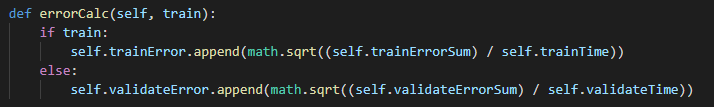 def errorCalc(self, train):
    if train:
        self.trainError.append(math.sqrt((self.trainErrorSum) / self.trainTime))
    else:
        self.validateError.append(math.sqrt((self.validateErrorSum) / self.validateTime))